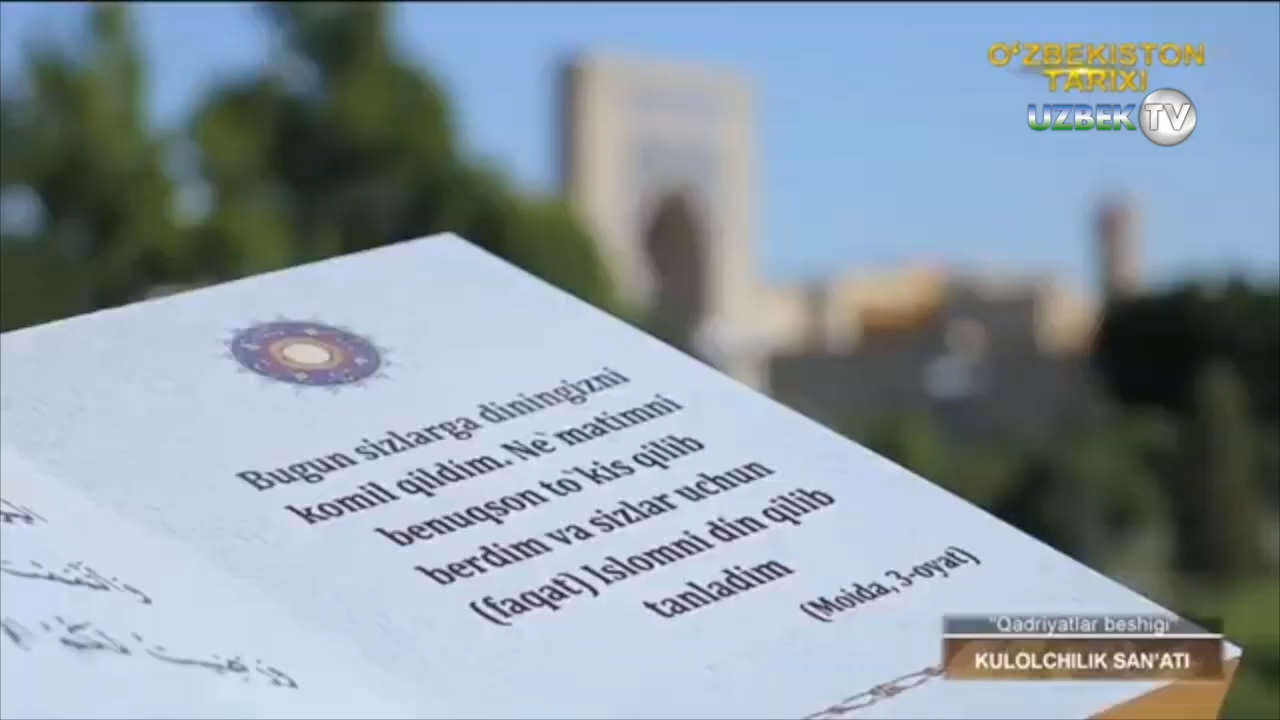 O‘ZBEKISTON
TARIXI
UZBEK TV
Bugun sizlarga diningizni
komil qildim. Ne`matimni
benuqson to`kis qilib
berdim va sizlar uchun
(faqat) Islomni din qilib
tanladim
(Moida, 3-oyat)
"Qadriyatlar beshigi"
KULOLCHILIK SAN'ATI